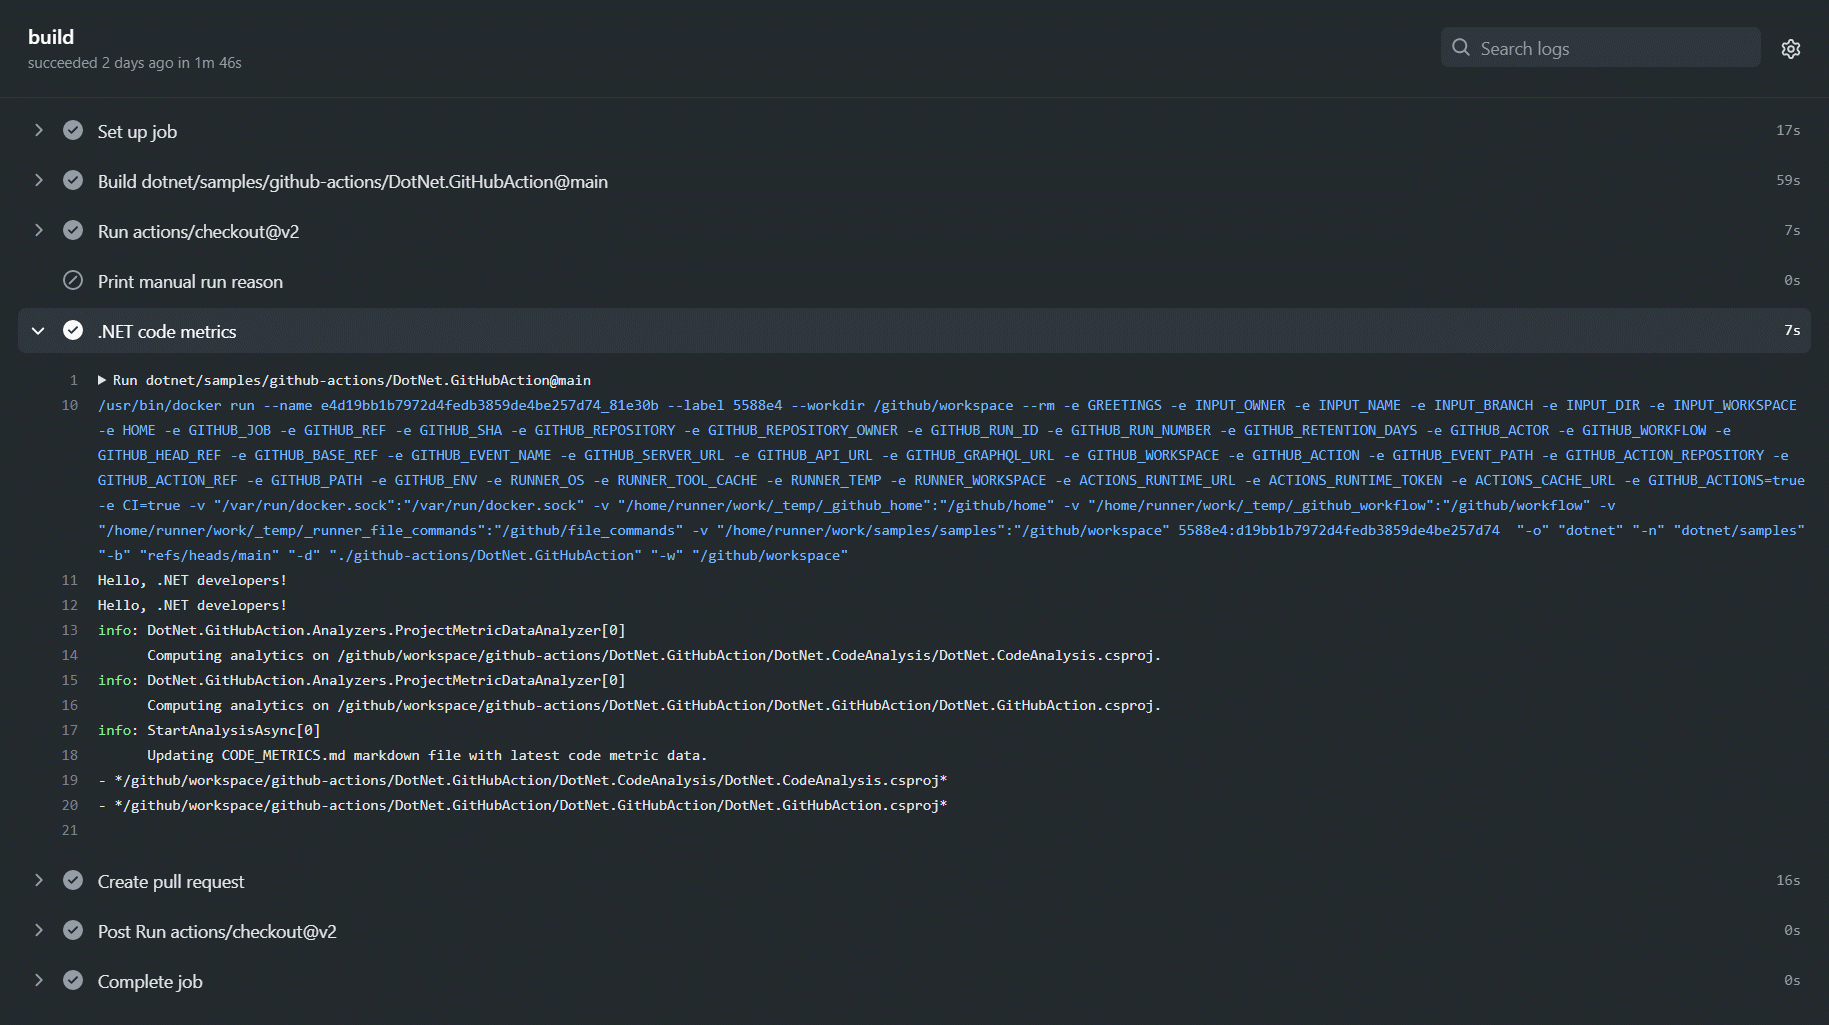 build
succeeded 2 days ago in 1m 46s
Search logs
Set up job 17s
Build dotnet/samples/github-actions/DotNet.GitHubAction@main 59s
Run actions/checkout@v2 7s
Print manual run reason 0s
.NET code metrics 7s
1 Run dotnet/samples/github-actions/DotNet.GitHubAction@main
10 /usr/bin/docker run --name e4d19bb1b7972d4fedb3859de4be257d74_81e30b --label 5588e4 --workdir /github/workspace --rm -e GREETINGS -e INPUT_OWNER -e INPUT_NAME -e INPUT_BRANCH -e INPUT_DIR -e INPUT_WORKSPACE
-e HOME -e GITHUB_JOB -e GITHUB_REF -e GITHUB_SHA -e GITHUB_REPOSITORY -e GITHUB_REPOSITORY_OWNER -e GITHUB_RUN_ID -e GITHUB_RUN_NUMBER -e GITHUB_RETENTION_DAYS -e GITHUB_ACTOR -e GITHUB_WORKFLOW -e
GITHUB_HEAD_REF -e GITHUB_BASE_REF -e GITHUB_EVENT_NAME -e GITHUB_SERVER_URL -e GITHUB_API_URL -e GITHUB_GRAPHQL_URL -e GITHUB_WORKSPACE -e GITHUB_ACTION -e GITHUB_EVENT_PATH -e GITHUB_ACTION_REPOSITORY -e
GITHUB_ACTION_REF -e GITHUB_PATH -e GITHUB_ENV -e RUNNER_OS -e RUNNER_TOOL_CACHE -e RUNNER_TEMP -e RUNNER_WORKSPACE -e ACTIONS_RUNTIME_URL -e ACTIONS_RUNTIME_TOKEN -e ACTIONS_CACHE_URL -e GITHUB_ACTIONS=true
-e CI=true -v "/var/run/docker.sock":"/var/run/docker.sock" -v "/home/runner/work/_temp/_github_home":"/github/home" -v "/home/runner/work/_temp/_github_workflow":"/github/workflow" -v
"/home/runner/work/_temp/_runner_file_commands":"/github/file_commands" -v "/home/runner/work/samples/samples":"/github/workspace" 5588e4:d19bb1b7972d4fedb3859de4be257d74 "-o" "dotnet" "-n" "dotnet/samples"
"-b" "refs/heads/main" "-d" "./github-actions/DotNet.GitHubAction" "-w" "/github/workspace"
11 Hello, .NET developers!
12 Hello, .NET developers!
13 info: DotNet.GitHubAction.Analyzers.ProjectMetricDataAnalyzer[0]
14 Computing analytics on /github/workspace/github-actions/DotNet.GitHubAction/DotNet.CodeAnalysis/DotNet.CodeAnalysis.csproj.
15 info: DotNet.GitHubAction.Analyzers.ProjectMetricDataAnalyzer[0]
16 Computing analytics on /github/workspace/github-actions/DotNet.GitHubAction/DotNet.GitHubAction/DotNet.GitHubAction.csproj.
17 info: StartAnalysisAsync[0]
18 Updating CODE_METRICS.md markdown file with latest code metric data.
19 - */github/workspace/github-actions/DotNet.GitHubAction/DotNet.CodeAnalysis/DotNet.CodeAnalysis.csproj*
20 - */github/workspace/github-actions/DotNet.GitHubAction/DotNet.GitHubAction/DotNet.GitHubAction.csproj*
21
Create pull request 16s
Post Run actions/checkout@v2 0s
Complete job 0s